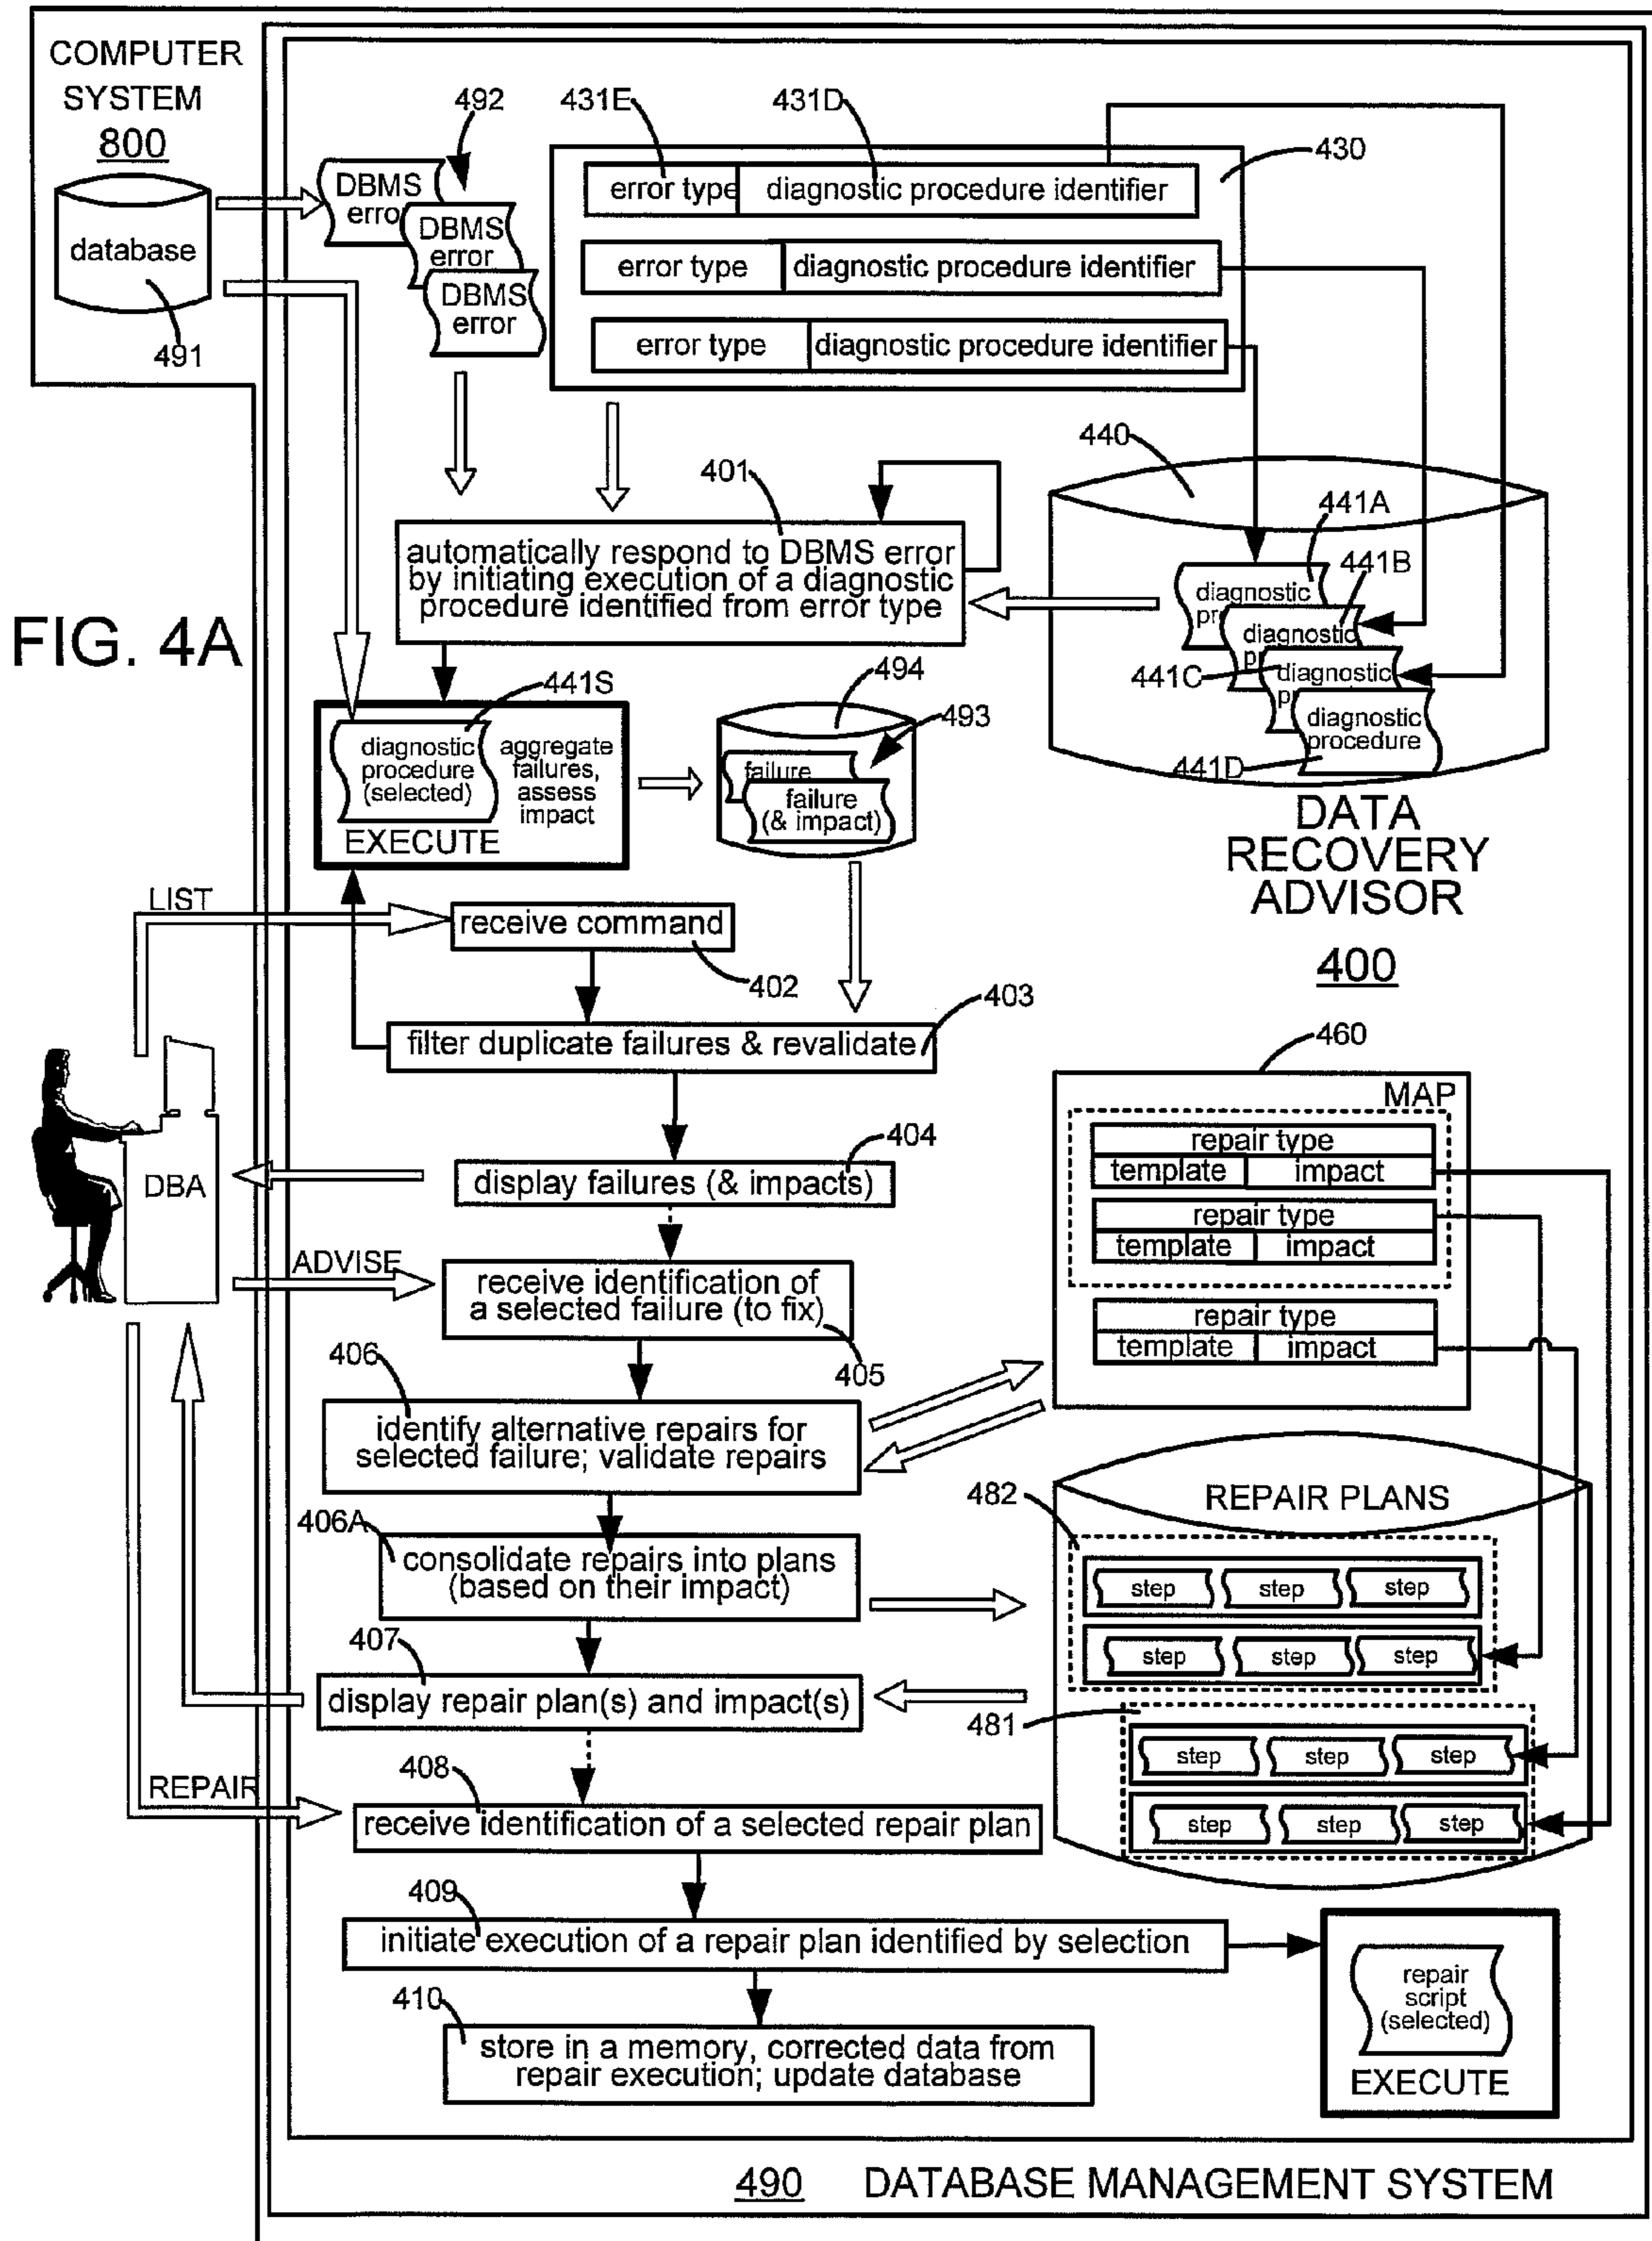 COMPUTER
SYSTEM
800
database
491
492
DBMS
erro
DBMS
error
DBMS
error
431E
431D
430
error type
diagnostic procedure identifier
error type
diagnostic procedure identifier
error type
diagnostic procedure identifier
FIG. 4A
401
automatically respond to DBMS error
by initiating execution of a diagnostic
procedure identified from error type
440
441A
441B
441C
441D
diagnostic
pr
diagnostic
pr
diagnostic
pr
diagnostic
procedure
DATA
RECOVERY
ADVISOR
400
441S
diagnostic
procedure
(selected)
aggregate
failures,
assess
impact
EXECUTE
494
493
failure
failure
(& impact)
LIST
receive command
402
403
filter duplicate failures & revalidate
404
display failures (& impacts)
DBA
ADVISE
receive identification of
a selected failure (to fix)
405
406
identify alternative repairs for
selected failure; validate repairs
460
MAP
repair type
template
impact
repair type
template
impact
repair type
template
impact
406A
consolidate repairs into plans
(based on their impact)
482
REPAIR PLANS
step
step
step
step
step
step
481
step
step
step
step
step
step
407
display repair plan(s) and impact(s)
REPAIR
408
receive identification of a selected repair plan
409
initiate execution of a repair plan identified by selection
410
store in a memory, corrected data from
repair execution; update database
repair
script
(selected)
EXECUTE
490
DATABASE MANAGEMENT SYSTEM